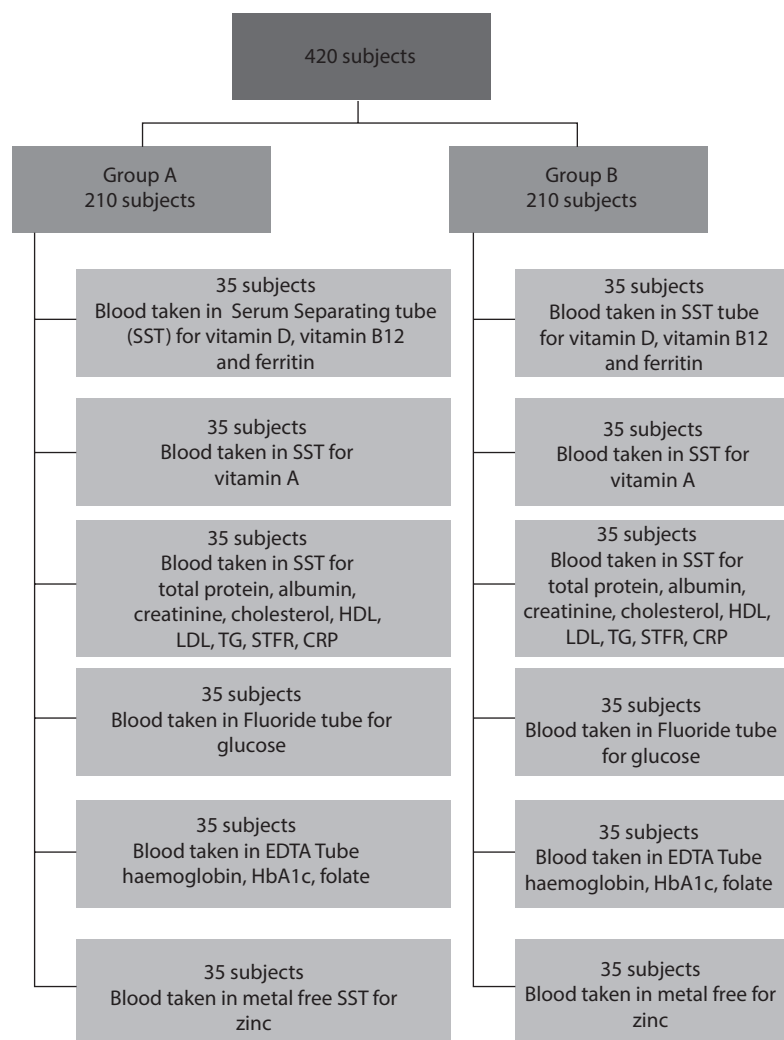 420 subjects
Group A
210 subjects
Group B
210 subjects
35 subjects
Blood taken in Serum Separating tube
(SST) for vitamin D, vitamin B12
and ferritin
35 subjects
Blood taken in SST for
vitamin A
35 subjects
Blood taken in SST for
total protein, albumin,
creatinine, cholesterol, HDL,
LDL, TG, STFR, CRP
35 subjects
Blood taken in Fluoride tube for
glucose
35 subjects
Blood taken in EDTA Tube
haemoglobin, HbA1c, folate
35 subjects
Blood taken in metal free SST for
zinc
35 subjects
Blood taken in SST tube
for vitamin D, vitamin B12
and ferritin
35 subjects
Blood taken in SST for
vitamin A
35 subjects
Blood taken in SST for
total protein, albumin,
creatinine, cholesterol, HDL,
LDL, TG, STFR, CRP
35 subjects
Blood taken in Fluoride tube
for glucose
35 subjects
Blood taken in EDTA Tube
haemoglobin, HbA1c, folate
35 subjects
Blood taken in metal free for
zinc